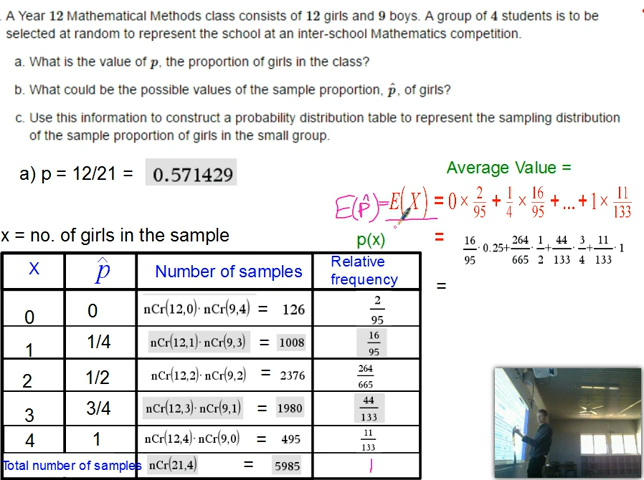 . A Year 12 Mathematical Methods class consists of 12 girls and 9 boys. A group of 4 students is to be
selected at random to represent the school at an inter-school Mathematics competition.
a. What is the value of p, the proportion of girls in the class?
b. What could be the possible values of the sample proportion, p̂, of girls?
c. Use this information to construct a probability distribution table to represent the sampling distribution
of the sample proportion of girls in the small group.
a) p = 12/21 = 0.571429
Average Value =
E(p̂)=E(X) = 0 × 2/95 + 1/4 × 16/95 + ... + 1 × 11/133
= 16/95 · 0.25 + 264/665 · 1/2 + 44/133 · 3/4 + 11/133 · 1
=
x = no. of girls in the sample
p(x)
X p̂ Number of samples Relative frequency
0 0 nCr(12,0)· nCr(9,4) = 126 2/95
1 1/4 nCr(12,1)· nCr(9,3) = 1008 16/95
2 1/2 nCr(12,2)· nCr(9,2) = 2376 264/665
3 3/4 nCr(12,3)· nCr(9,1) = 1980 44/133
4 1 nCr(12,4)· nCr(9,0) = 495 11/133
Total number of samples nCr(21,4) = 5985 1